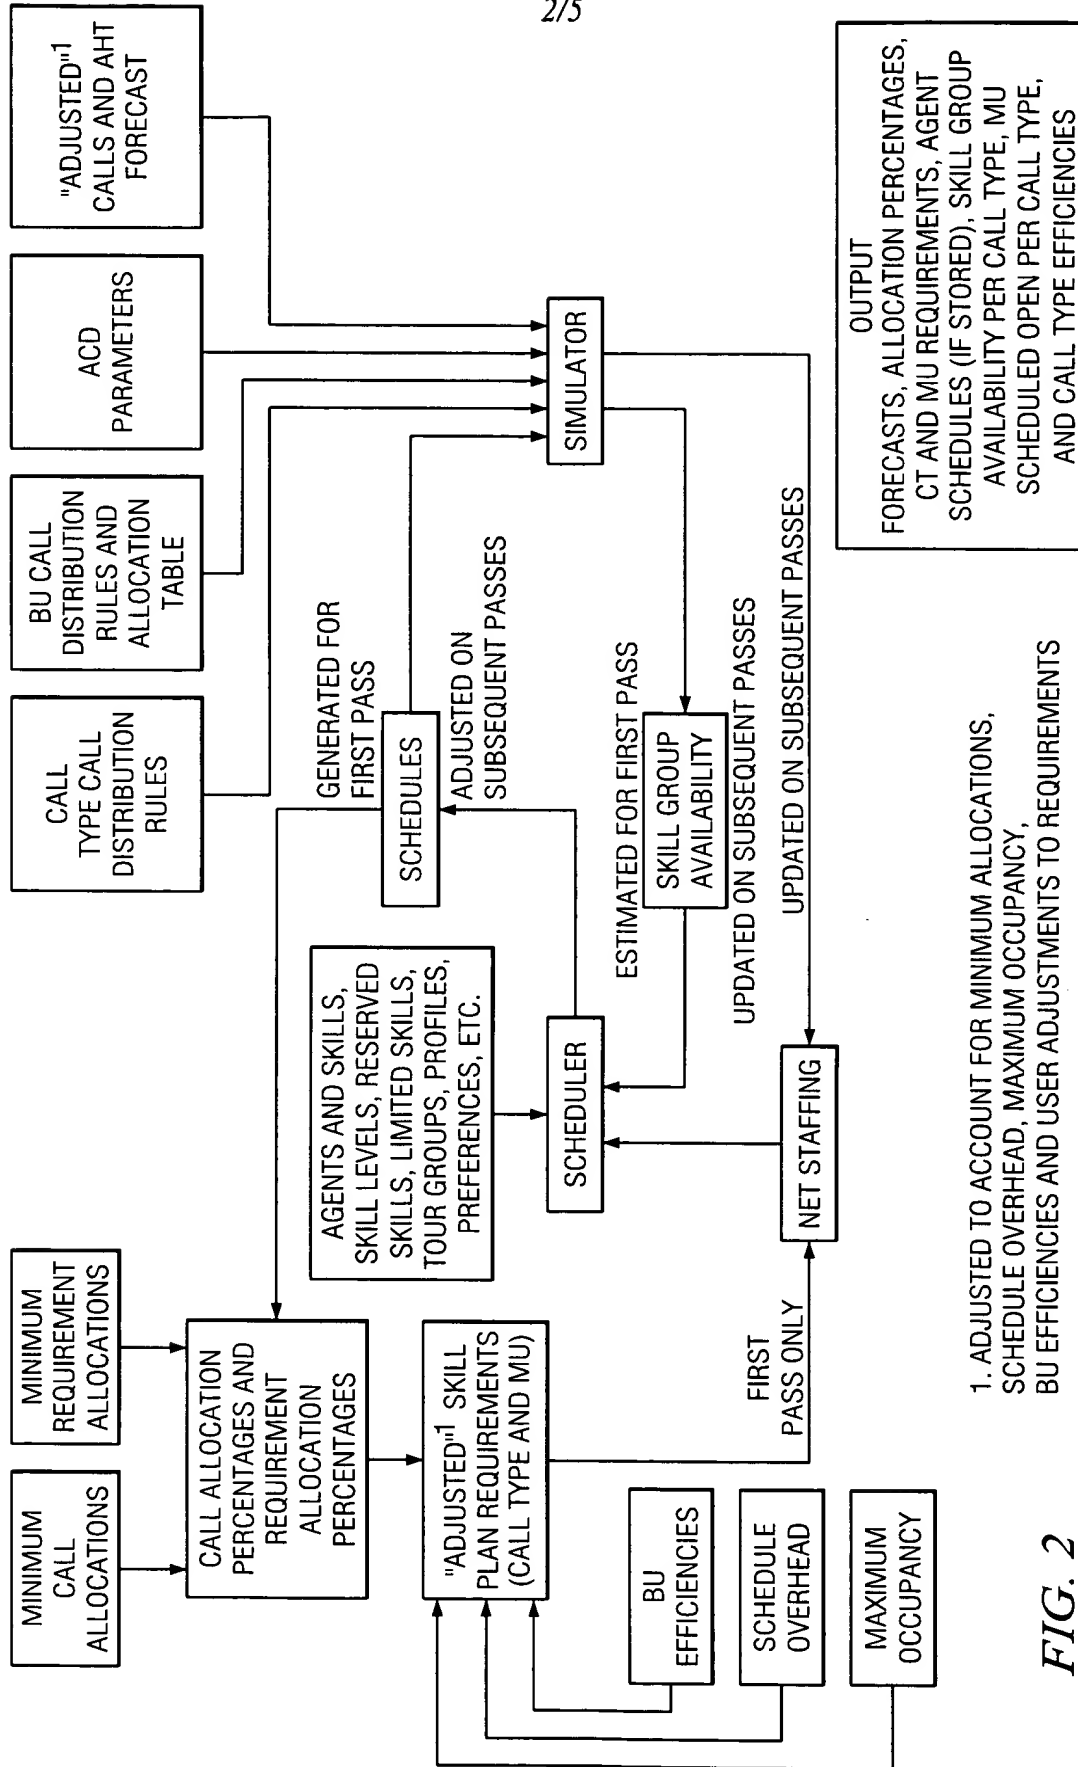 2/5
MINIMUM
CALL
ALLOCATIONS
MINIMUM
REQUIREMENT
ALLOCATIONS
CALL
TYPE CALL
DISTRIBUTION
RULES
BU CALL
DISTRIBUTION
RULES AND
ALLOCATION
TABLE
ACD
PARAMETERS
"ADJUSTED"1
CALLS AND AHT
FORECAST
CALL ALLOCATION
PERCENTAGES AND
REQUIREMENT
ALLOCATION
PERCENTAGES
GENERATED FOR
FIRST PASS
AGENTS AND SKILLS,
SKILL LEVELS, RESERVED
SKILLS, LIMITED SKILLS,
TOUR GROUPS, PROFILES,
PREFERENCES, ETC.
SCHEDULES
ADJUSTED ON
SUBSEQUENT PASSES
"ADJUSTED"1 SKILL
PLAN REQUIREMENTS
(CALL TYPE AND MU)
SCHEDULER
SIMULATOR
ESTIMATED FOR FIRST PASS
SKILL GROUP
AVAILABILITY
UPDATED ON SUBSEQUENT PASSES
UPDATED ON SUBSEQUENT PASSES
BU
EFFICIENCIES
SCHEDULE
OVERHEAD
MAXIMUM
OCCUPANCY
FIRST
PASS ONLY
NET STAFFING
OUTPUT
FORECASTS, ALLOCATION PERCENTAGES,
CT AND MU REQUIREMENTS, AGENT
SCHEDULES (IF STORED), SKILL GROUP
AVAILABILITY PER CALL TYPE, MU
SCHEDULED OPEN PER CALL TYPE,
AND CALL TYPE EFFICIENCIES
1. ADJUSTED TO ACCOUNT FOR MINIMUM ALLOCATIONS,
SCHEDULE OVERHEAD, MAXIMUM OCCUPANCY,
BU EFFICIENCIES AND USER ADJUSTMENTS TO REQUIREMENTS
FIG. 2